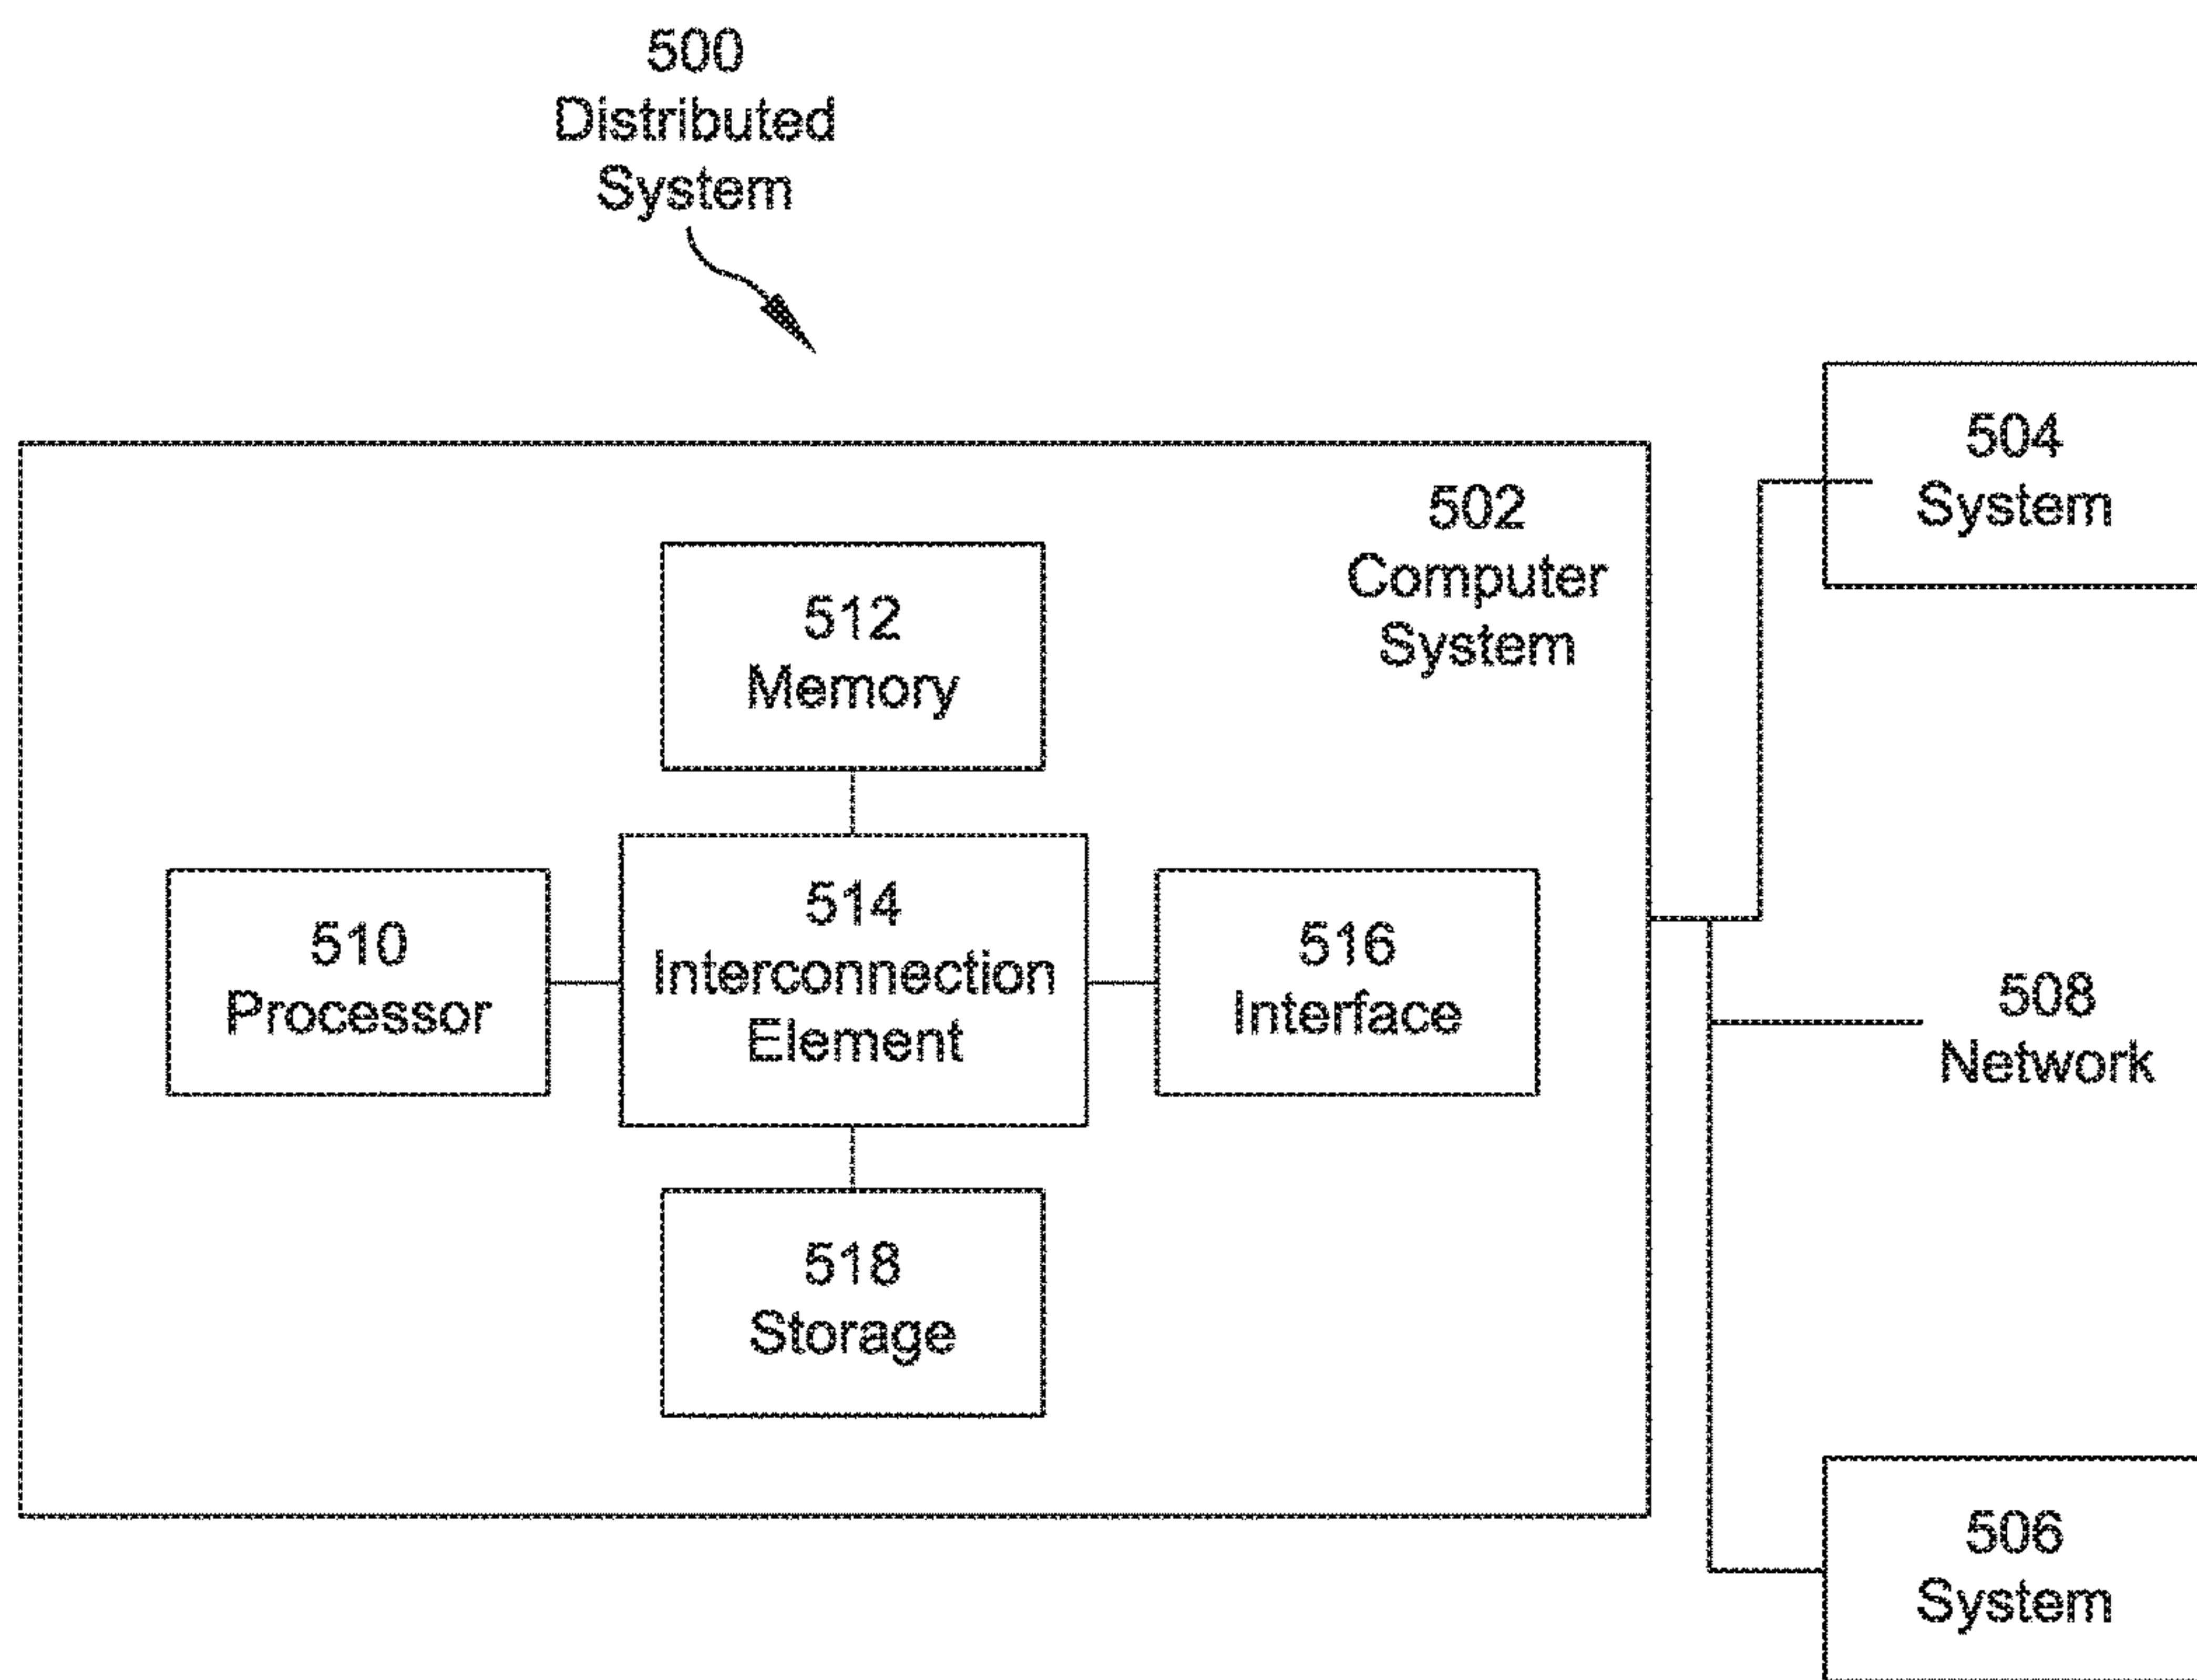 500
Distributed
System
504
System
502
Computer
System
512
Memory
514
Interconnection
Element
510
Processor
516
Interface
508
Network
518
Storage
506
System